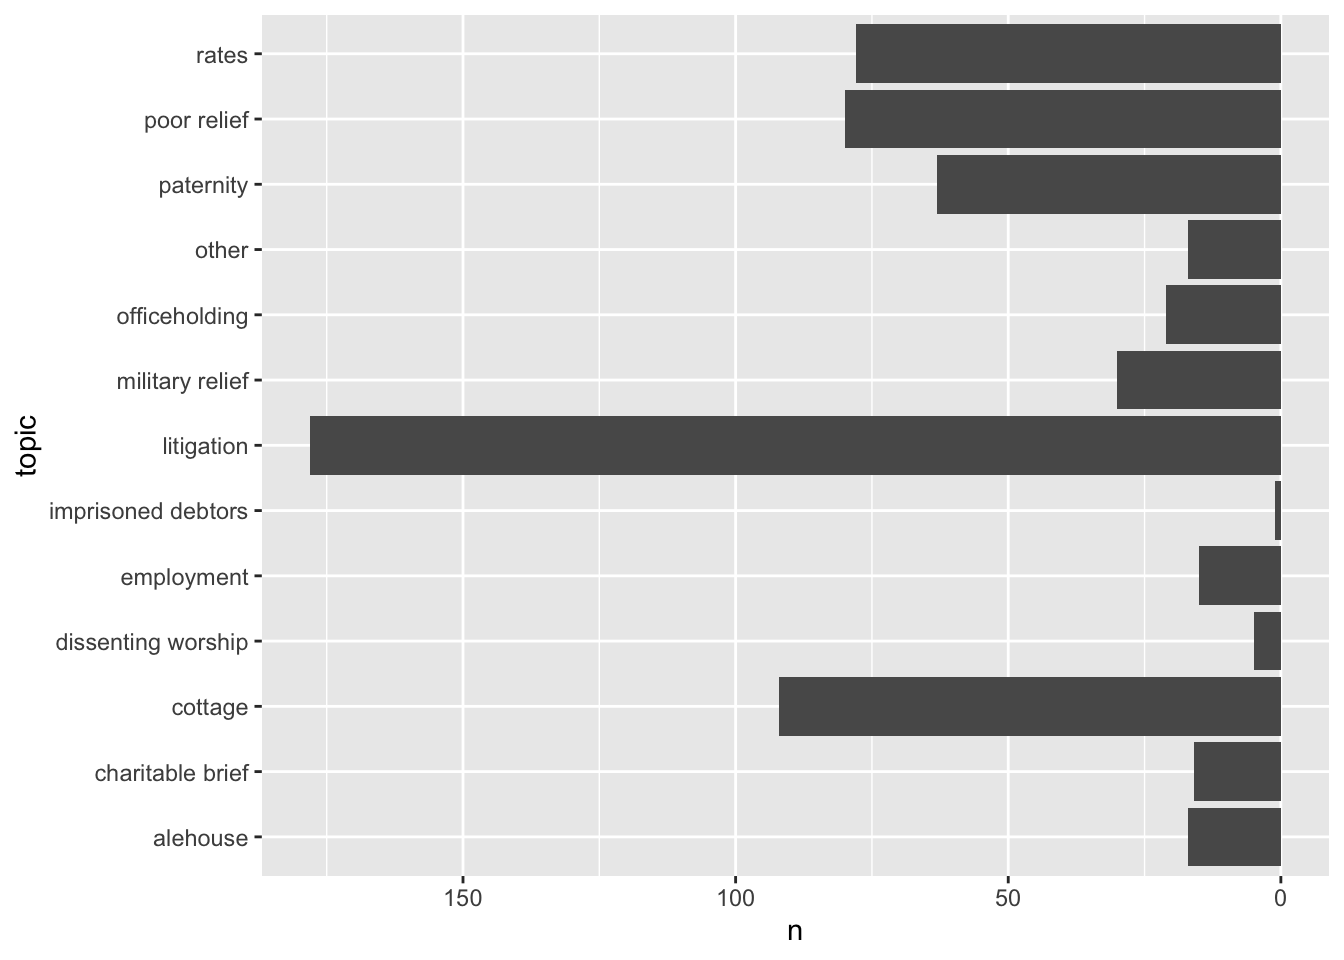 rates
poor relief
paternity
other
officeholding
military relief
litigation
imprisoned debtors
employment
dissenting worship
cottage
charitable brief
alehouse
topic
150 100 50 0
n